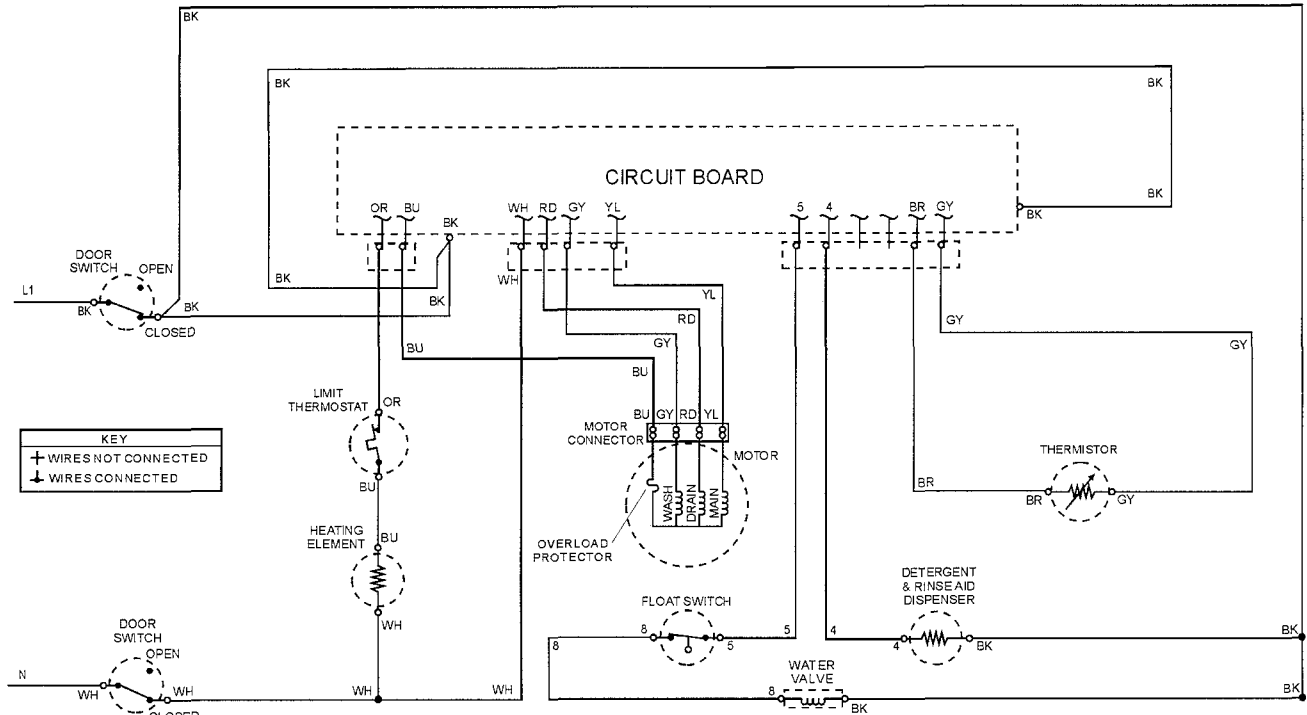 BK
BK
BK
CIRCUIT BOARD
BK
OR BU
BK
WH RD GY YL
5 4
BR GY
BK
DOOR
SWITCH
OPEN
L1
BK
CLOSED
BK
BK
BK
WH
YL
RD
GY
GY
GY
BU
BU
LIMIT
THERMOSTAT
OR
BU GY RD YL
MOTOR
CONNECTOR
MOTOR
KEY
WIRES NOT CONNECTED
WIRES CONNECTED
THERMISTOR
BU
BR
BR
GY
WASH
DRAIN
MAIN
HEATING
ELEMENT
BU
OVERLOAD
PROTECTOR
DETERGENT
& RINSE AID
DISPENSER
FLOAT SWITCH
WH
DOOR
SWITCH
OPEN
8
8
5
5
4
4
BK
BK
WATER
VALVE
N
WH
WH
WH
WH
8
BK
BK
CLOSED